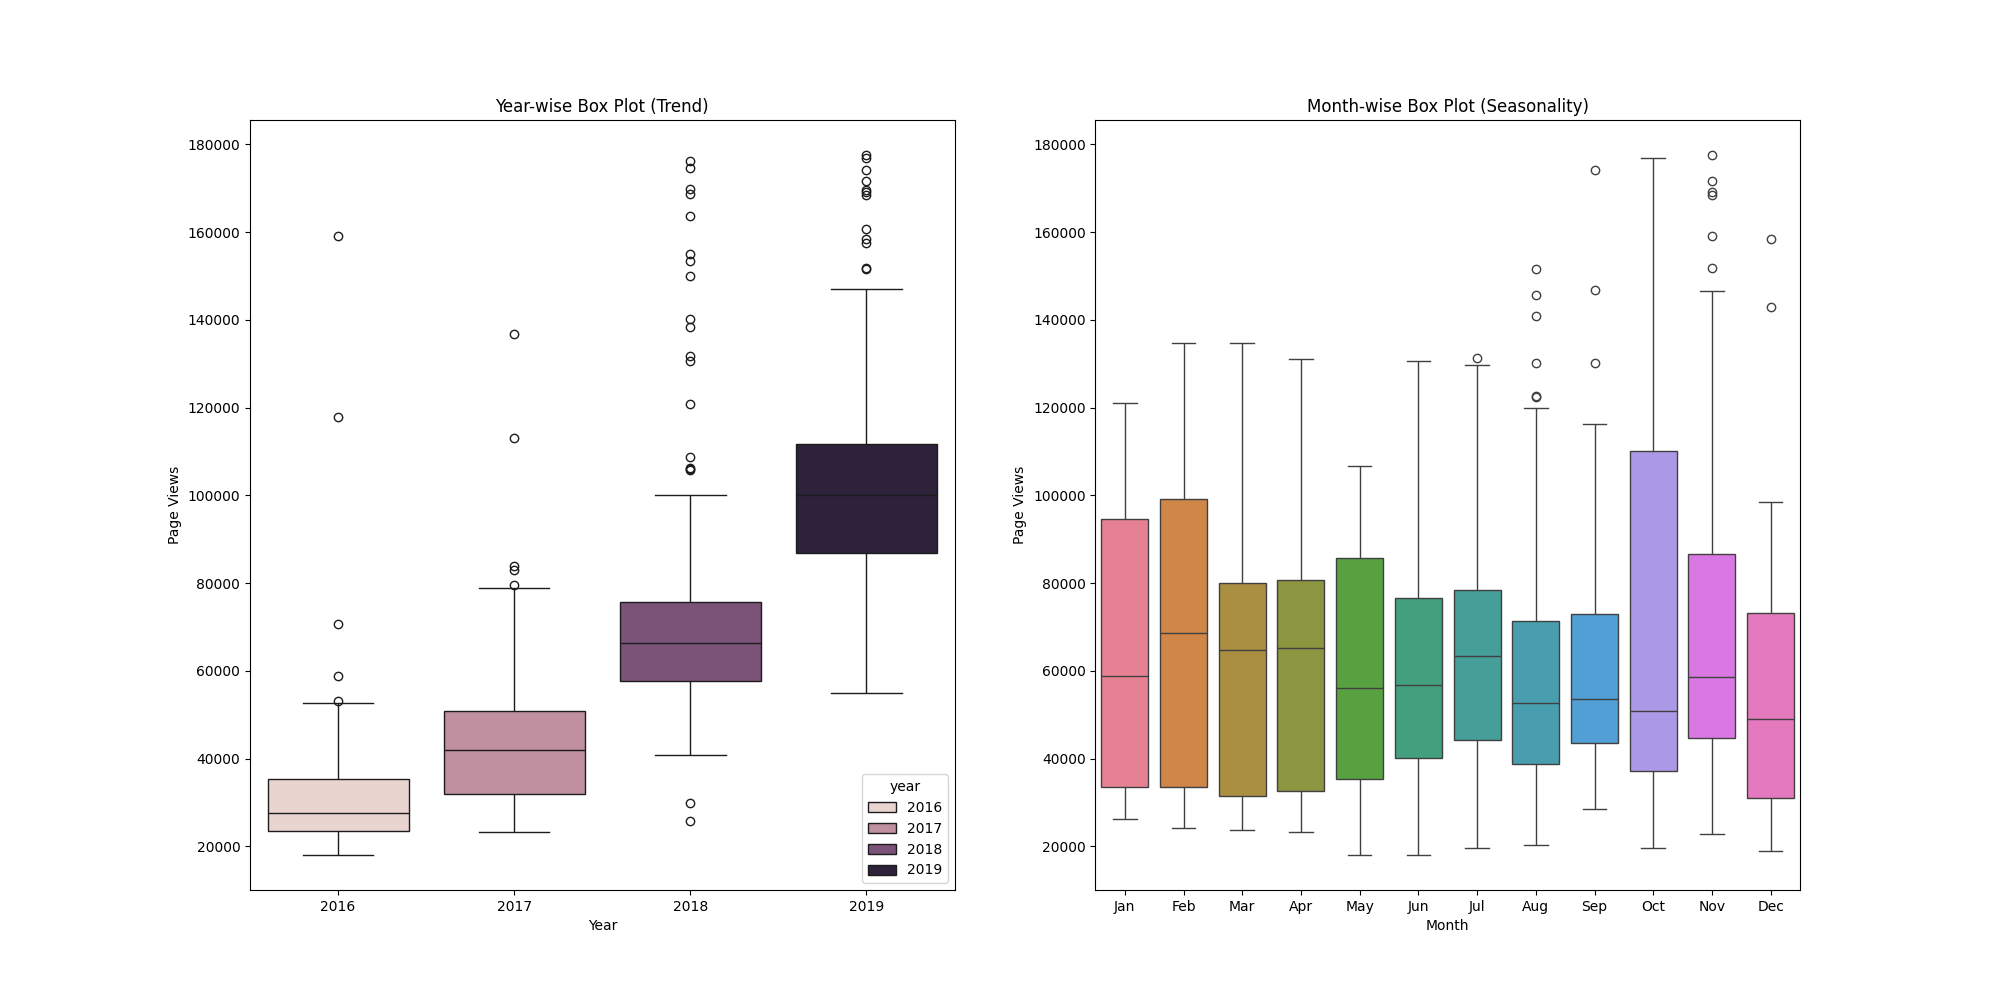 Year-wise Box Plot (Trend)
180000
160000
140000
120000
100000
80000
60000
40000
20000
Page Views
2016
2017
2018
2019
Year
year
2016
2017
2018
2019
Month-wise Box Plot (Seasonality)
180000
160000
140000
120000
100000
80000
60000
40000
20000
Page Views
Jan
Feb
Mar
Apr
May
Jun
Jul
Aug
Sep
Oct
Nov
Dec
Month